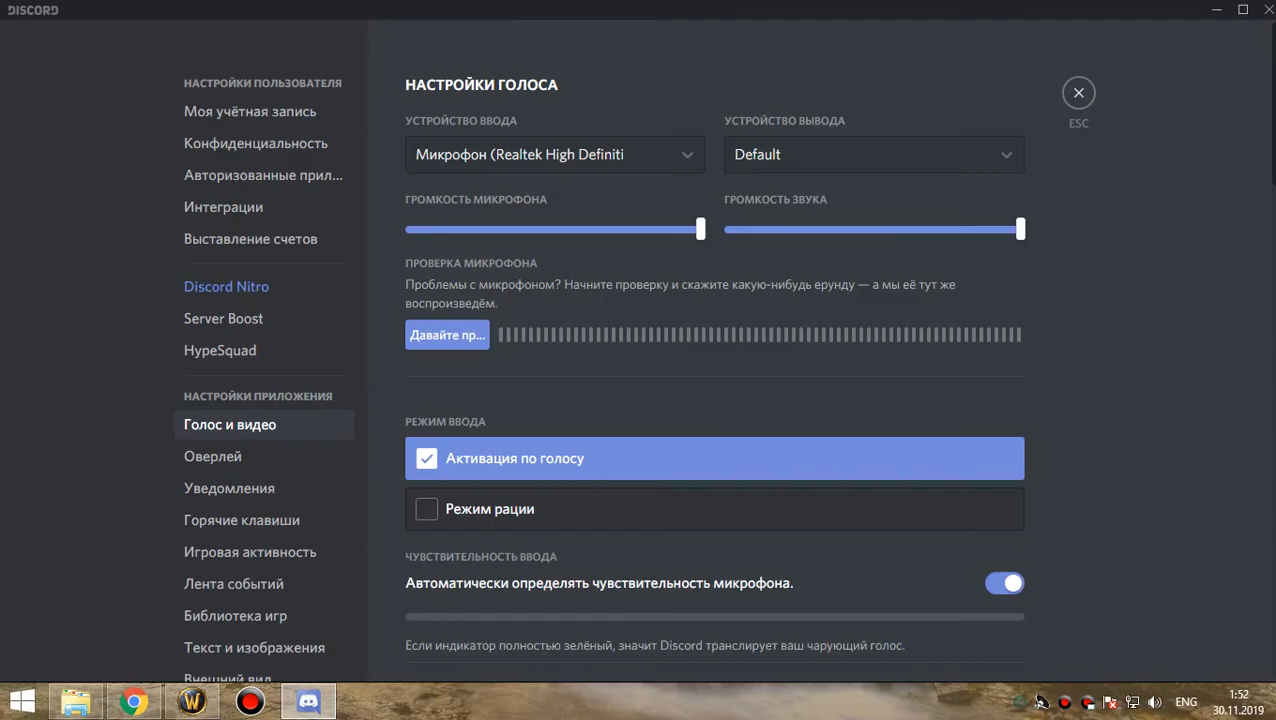 DISCORD
НАСТРОЙКИ ПОЛЬЗОВАТЕЛЯ
Моя учётная запись
Конфиденциальность
Авторизованные прил...
Интеграции
Выставление счетов
Discord Nitro
Server Boost
HypeSquad
НАСТРОЙКИ ПРИЛОЖЕНИЯ
Голос и видео
Оверлей
Уведомления
Горячие клавиши
Игровая активность
Лента событий
Библиотека игр
Текст и изображения
Внешний вид
НАСТРОЙКИ ГОЛОСА
УСТРОЙСТВО ВВОДА
Микрофон (Realtek High Definiti
УСТРОЙСТВО ВЫВОДА
Default
ГРОМКОСТЬ МИКРОФОНА
ГРОМКОСТЬ ЗВУКА
ПРОВЕРКА МИКРОФОНА
Проблемы с микрофоном? Начните проверку и скажите какую-нибудь ерунду — а мы её тут же
воспроизведём.
Давайте пр...
РЕЖИМ ВВОДА
Активация по голосу
Режим рации
ЧУВСТВИТЕЛЬНОСТЬ ВВОДА
Автоматически определять чувствительность микрофона.
Если индикатор полностью зелёный, значит Discord транслирует ваш чарующий голос.
ESC
ENG
1:52
30.11.2019